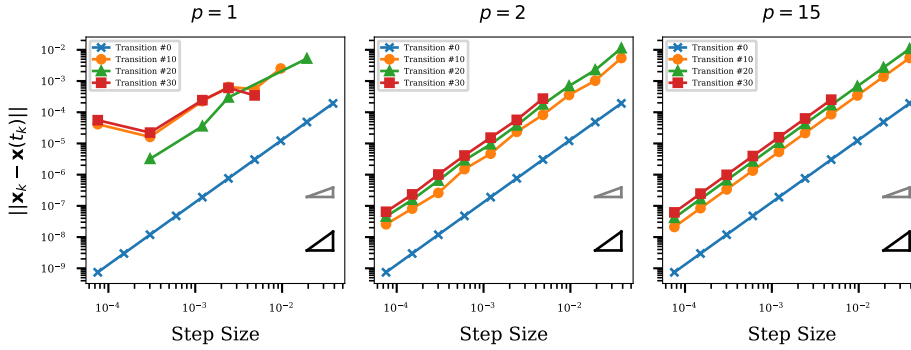 p = 1
p = 2
p = 15
||x_k − x(t_k)||
10⁻²
10⁻³
10⁻⁴
10⁻⁵
10⁻⁶
10⁻⁷
10⁻⁸
10⁻⁹
Transition #0
Transition #10
Transition #20
Transition #30
Transition #0
Transition #10
Transition #20
Transition #30
Transition #0
Transition #10
Transition #20
Transition #30
10⁻⁴ 10⁻³ 10⁻²
10⁻⁴ 10⁻³ 10⁻²
10⁻⁴ 10⁻³ 10⁻²
Step Size
Step Size
Step Size